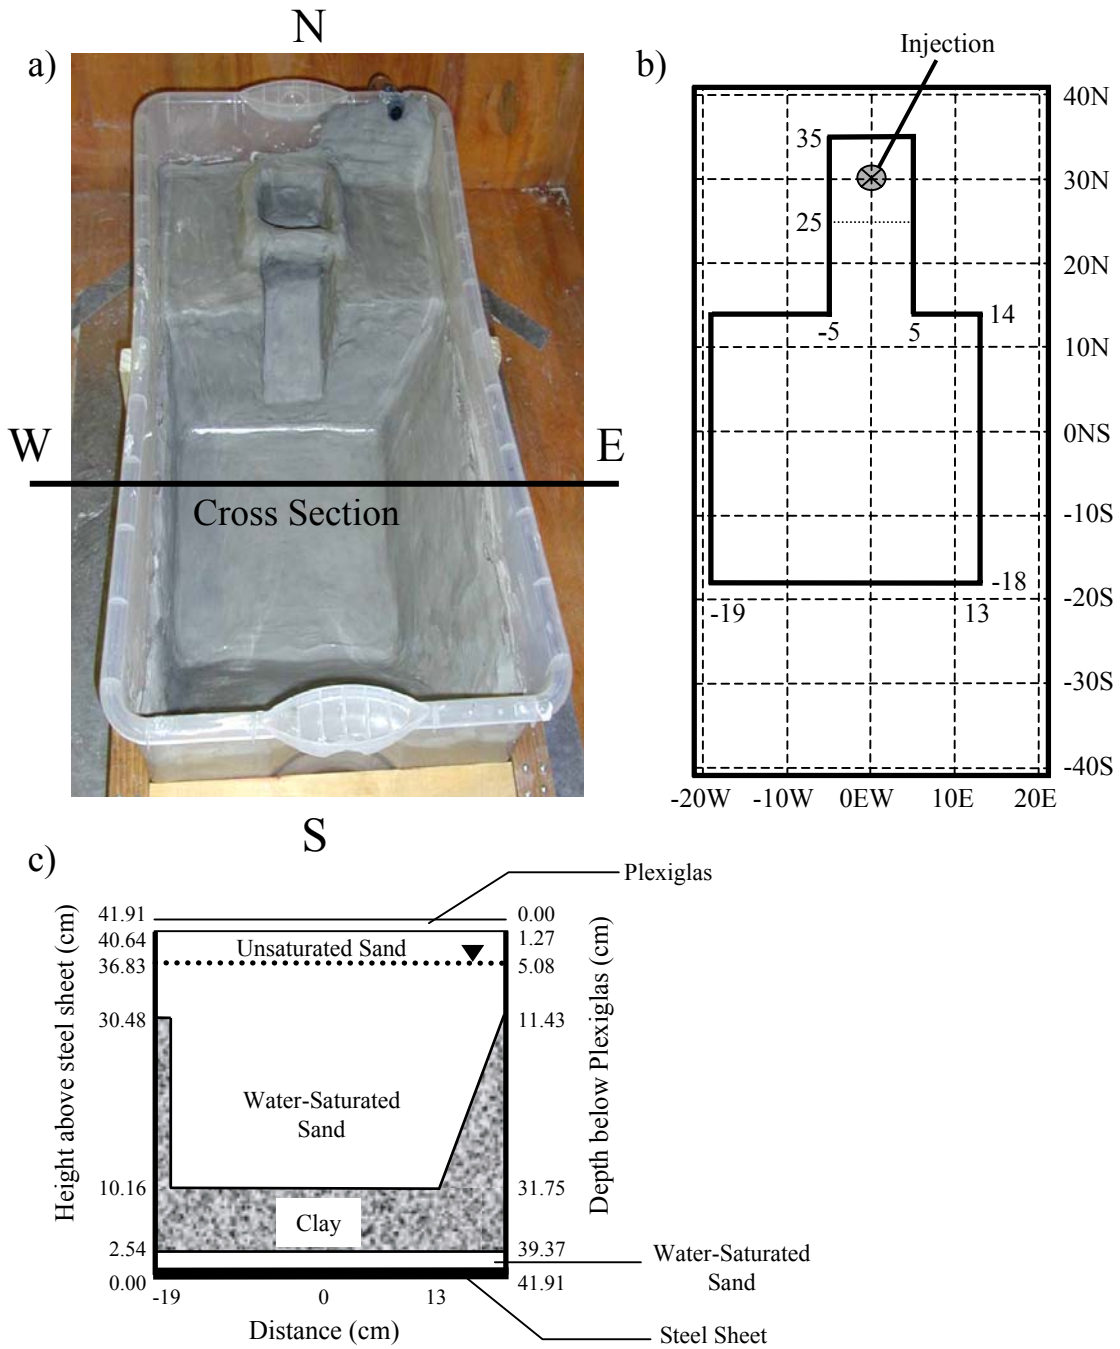 N
a)
W
E
Cross Section
S
b)
Injection
40N
35
30N
25
20N
-5
5
14
10N
0NS
-10S
-18
-19
13
-20S
-30S
-40S
-20W
-10W
0EW
10E
20E
c)
Plexiglas
Height above steel sheet (cm)
41.91
40.64
36.83
30.48
10.16
2.54
0.00
Unsaturated Sand
Water-Saturated
Sand
Clay
0.00
1.27
5.08
11.43
31.75
39.37
41.91
Depth below Plexiglas (cm)
Water-Saturated
Sand
-19
0
13
Distance (cm)
Steel Sheet